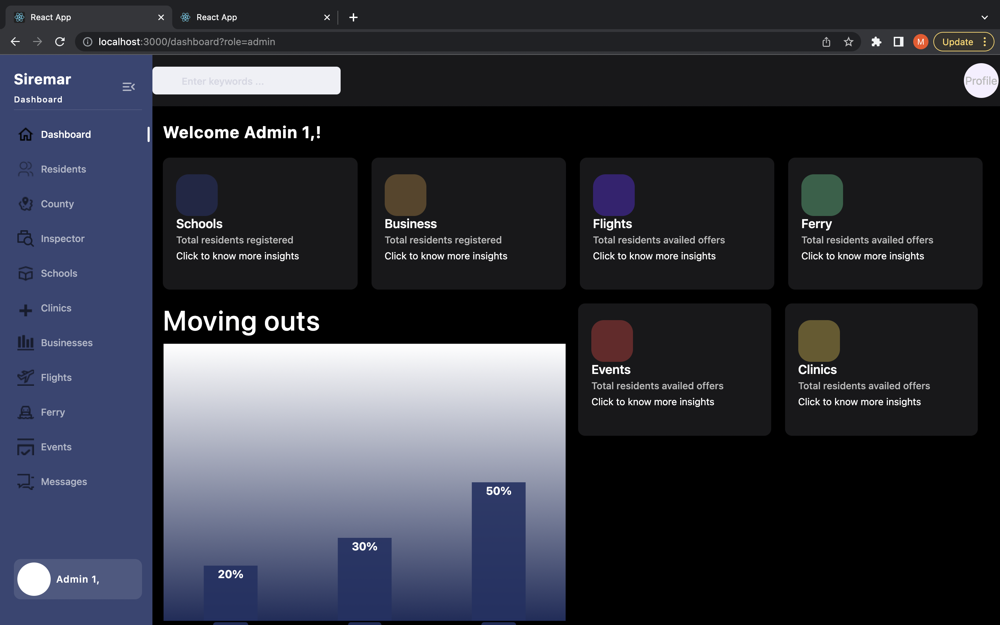 React App
React App
localhost:3000/dashboard?role=admin
M
Update
Siremar
Dashboard
Enter keywords ...
Profile
Dashboard
Residents
County
Inspector
Schools
Clinics
Businesses
Flights
Ferry
Events
Messages
Admin 1,
Welcome Admin 1,!
Schools
Total residents registered
Click to know more insights
Business
Total residents registered
Click to know more insights
Flights
Total residents availed offers
Click to know more insights
Ferry
Total residents availed offers
Click to know more insights
Moving outs
20%
30%
50%
Events
Total residents availed offers
Click to know more insights
Clinics
Total residents availed offers
Click to know more insights